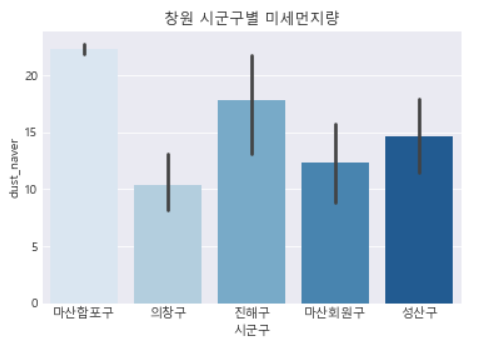 창원 시군구별 미세먼지량
dust_naver
20
15
10
5
0
마산합포구 의창구 진해구 마산회원구 성산구
시군구